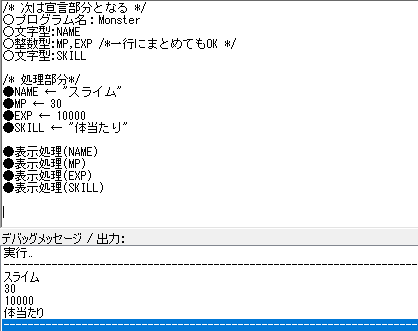 /* 次は宣言部分となる */
○プログラム名：Monster
○文字型:NAME
○整数型:MP,EXP /*一行にまとめてもOK */
○文字型:SKILL
/* 処理部分*/
●NAME ← "スライム"
●MP ← 30
●EXP ← 10000
●SKILL ← "体当たり"
●表示処理(NAME)
●表示処理(MP)
●表示処理(EXP)
●表示処理(SKILL)
デバッグメッセージ / 出力:
実行..
スライム
30
10000
体当たり